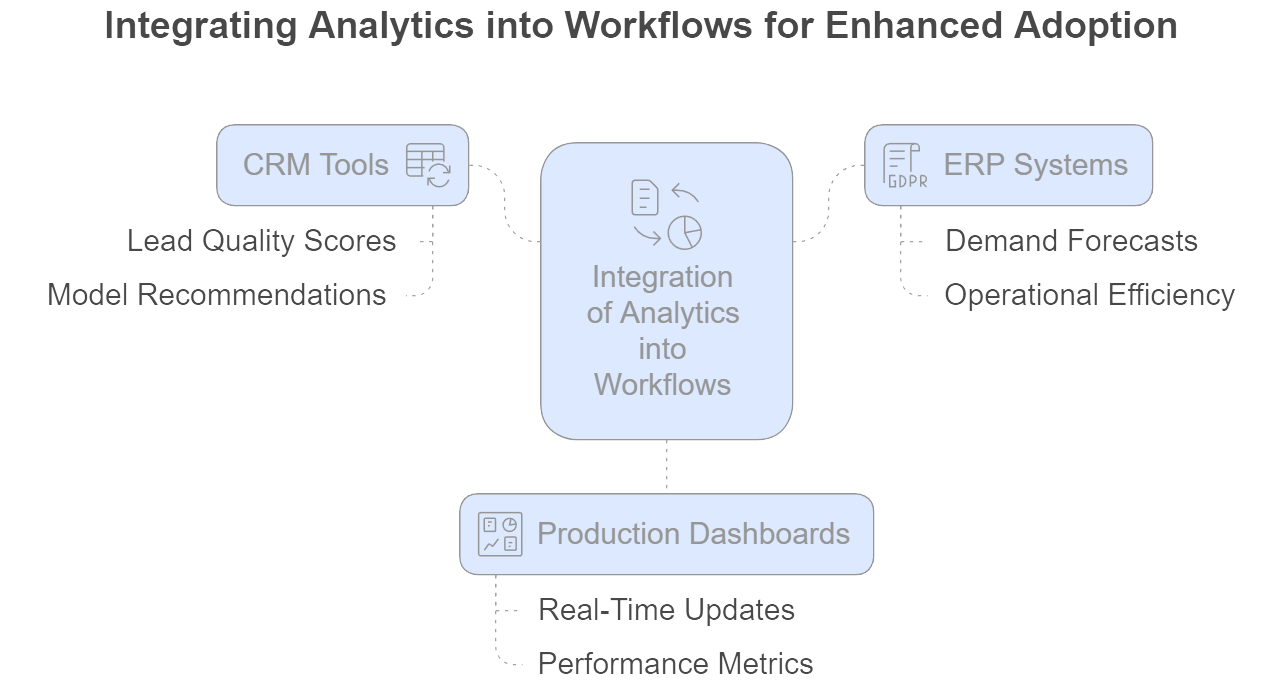 Integrating Analytics into Workflows for Enhanced Adoption
CRM Tools
Lead Quality Scores
Model Recommendations
Integration
of Analytics
into
Workflows
GDPR
ERP Systems
Demand Forecasts
Operational Efficiency
Production Dashboards
Real-Time Updates
Performance Metrics